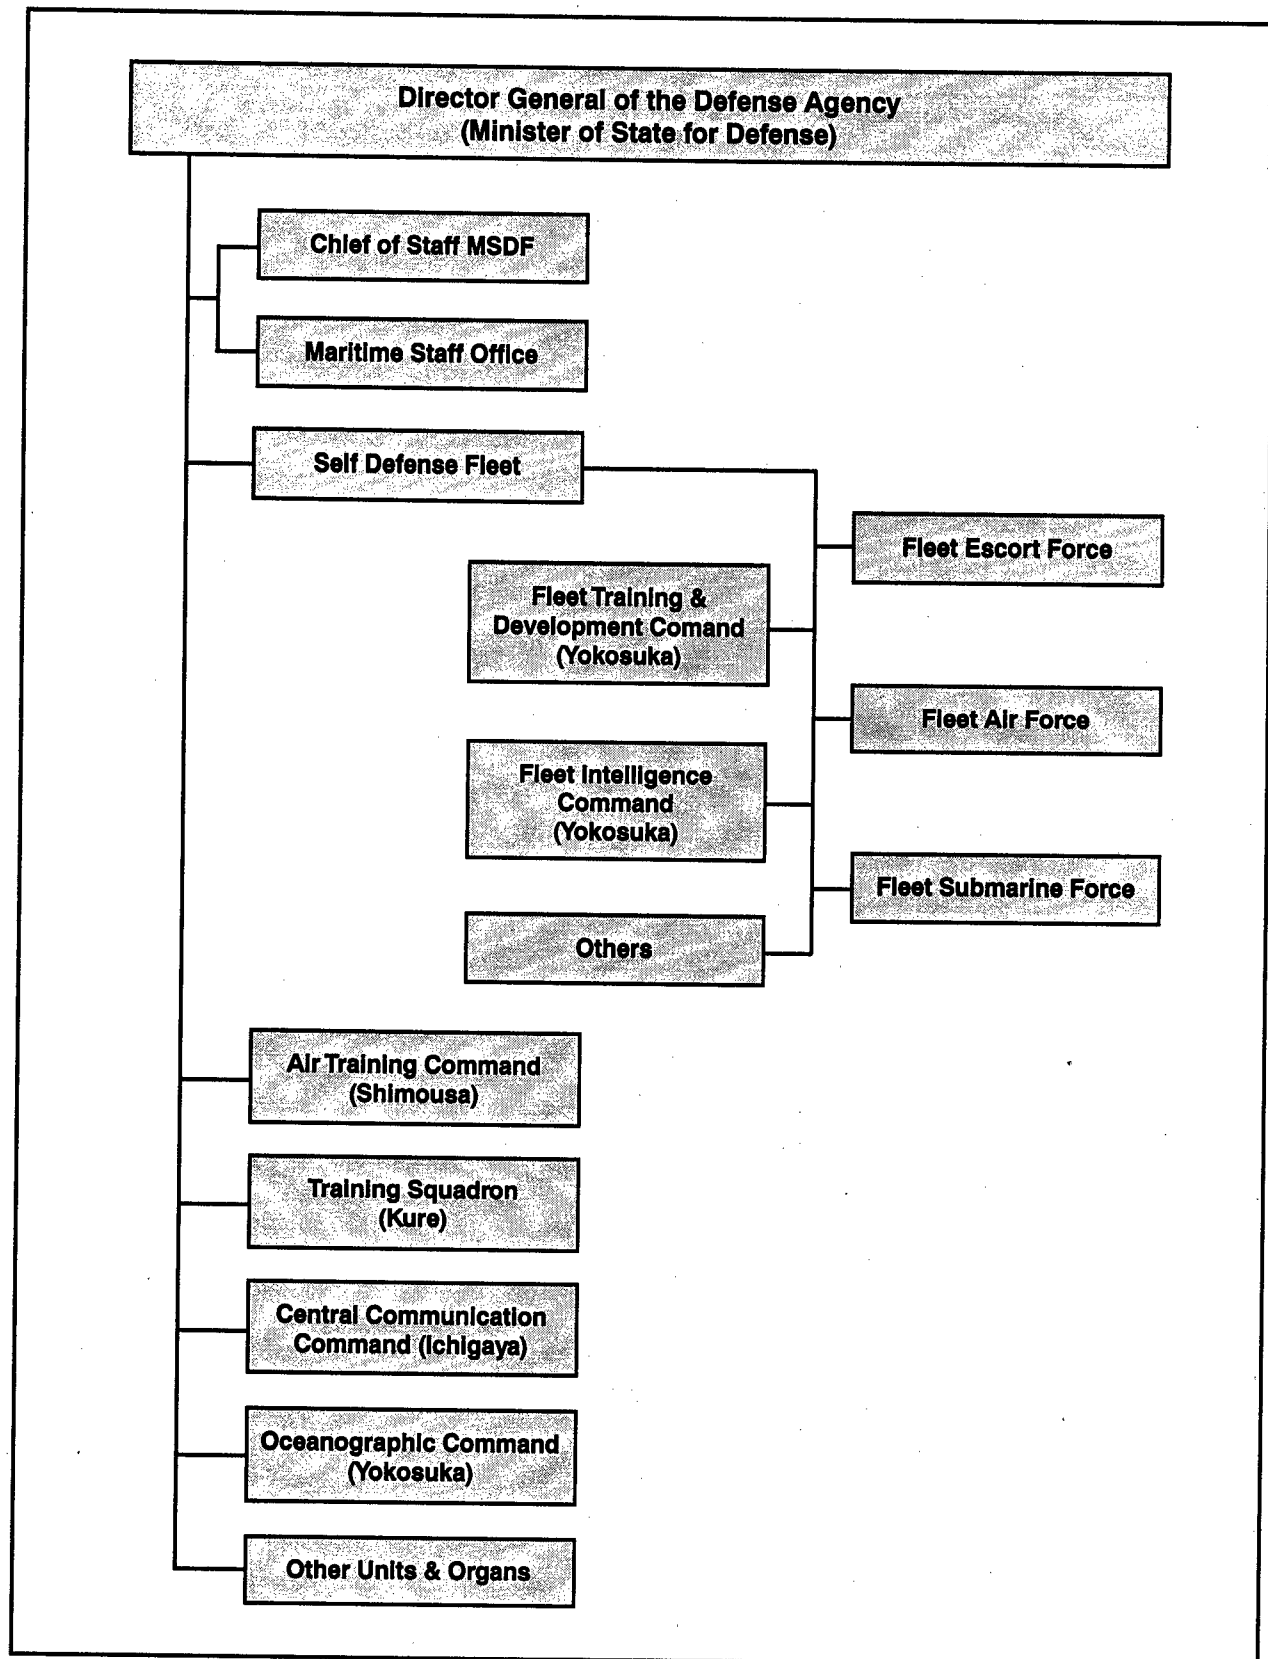 Director General of the Defense Agency
(Minister of State for Defense)
Chief of Staff MSDF
Maritime Staff Office
Self Defense Fleet
Fleet Escort Force
Fleet Training &
Development Comand
(Yokosuka)
Fleet Air Force
Fleet Intelligence
Command
(Yokosuka)
Fleet Submarine Force
Others
Air Training Command
(Shimousa)
Training Squadron
(Kure)
Central Communication
Command (Ichigaya)
Oceanographic Command
(Yokosuka)
Other Units & Organs